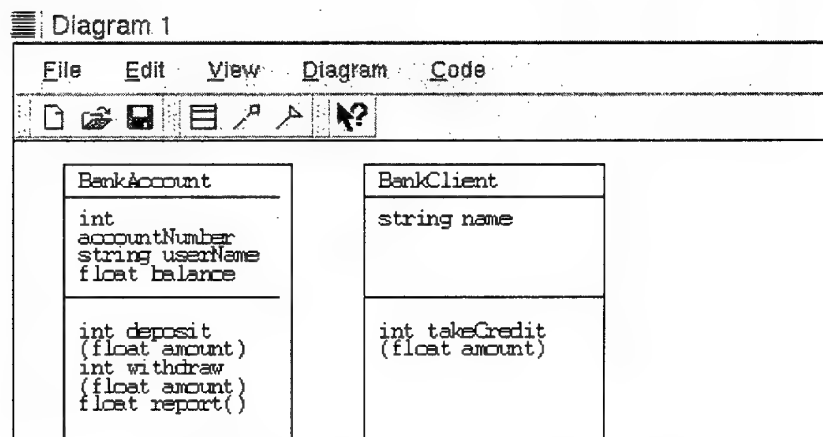 Diagram 1
File Edit View Diagram Code
BankAccount
int
accountNumber
string userName
float balance
int deposit
(float amount)
int withdraw
(float amount)
float report()
BankClient
string name
int takeCredit
(float amount)